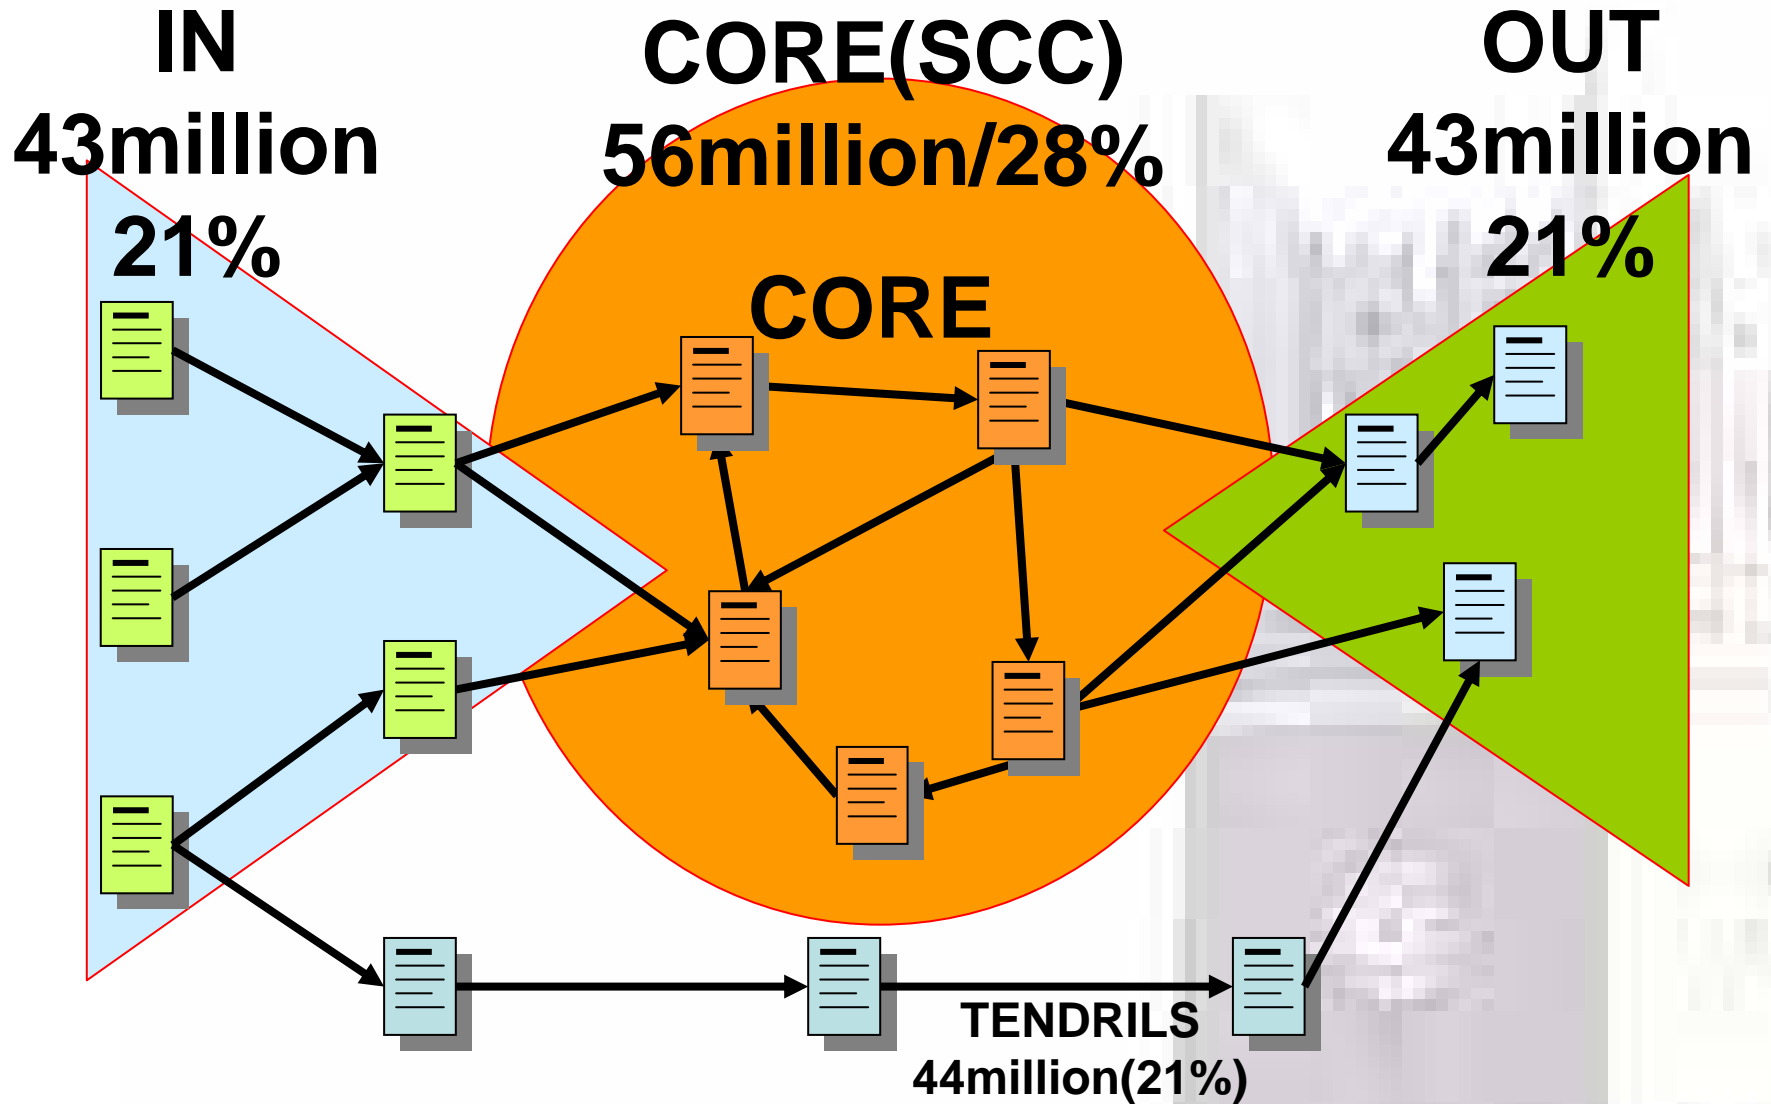 IN
43million
21%
CORE(SCC)
56million/28%
CORE
OUT
43million
21%
TENDRILS
44million(21%)